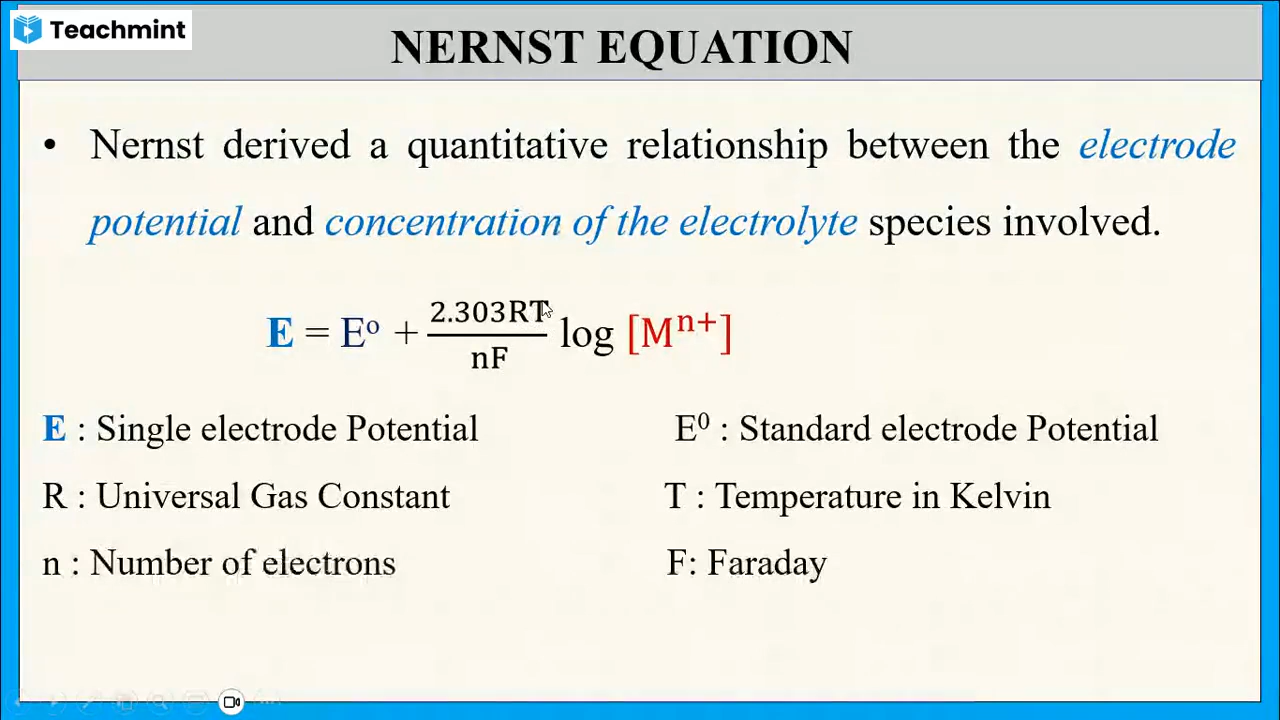 Teachmint
NERNST EQUATION
• Nernst derived a quantitative relationship between the electrode
potential and concentration of the electrolyte species involved.
E = Eº + 2.303RT/nF log [Mⁿ⁺]
E : Single electrode Potential
E⁰ : Standard electrode Potential
R : Universal Gas Constant
T : Temperature in Kelvin
n : Number of electrons
F: Faraday